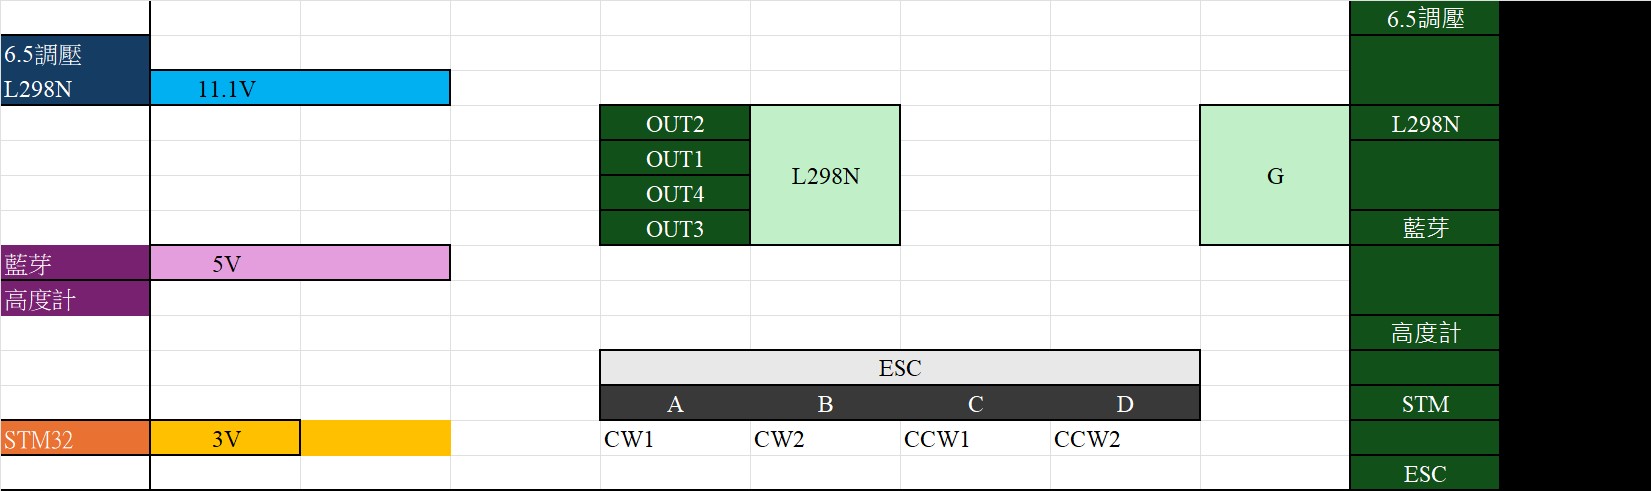 6.5調壓
6.5調壓
L298N 11.1V
OUT2 L298N
OUT1
L298N G
OUT4
OUT3 藍芽
藍芽 5V
高度計
高度計
ESC
A B C D STM
STM32 3V CW1 CW2 CCW1 CCW2
ESC